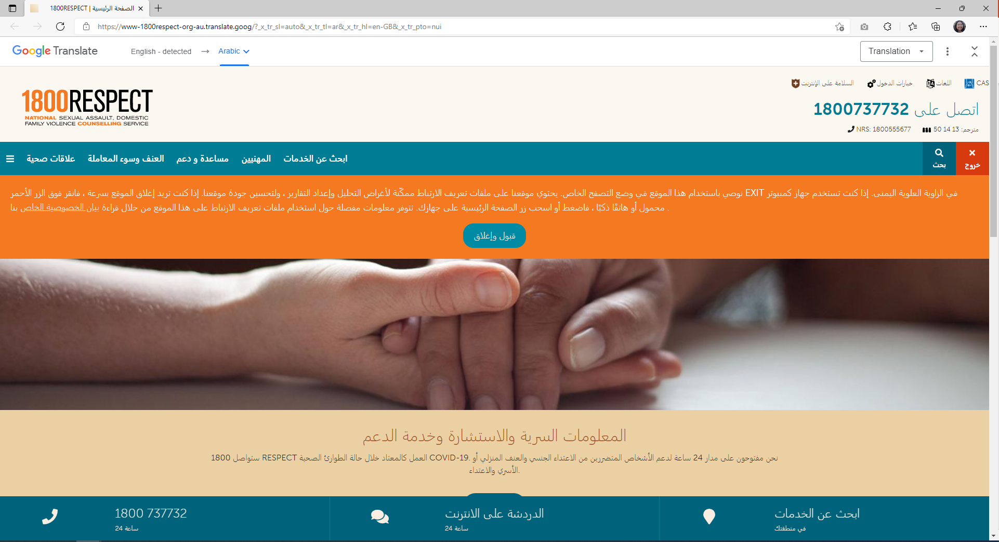 1800RESPECT | الصفحة الرئيسية
https://www-1800respect-org-au.translate.goog/?_x_tr_sl=auto&_x_tr_tl=ar&_x_tr_hl=en-GB&_x_tr_pto=nui
Google Translate
English - detected → Arabic
Translation
السلامة على الإنترنت
خيارات الدخول
اللغات
CAS
1800RESPECT
NATIONAL SEXUAL ASSAULT, DOMESTIC
FAMILY VIOLENCE COUNSELLING SERVICE
اتصل على 1800737732
NRS: 1800555677
مترجم: 13 14 50
علاقات صحية
العنف وسوء المعاملة
مساعدة و دعم
المهنيين
ابحث عن الخدمات
بحث
خروج
نوصي باستخدام هذا الموقع في وضع التصفح الخاص. يحتوي موقعنا على ملفات تعريف الارتباط ممكّنة لأغراض التحليل وإعداد التقارير ، ولتحسين جودة موقعنا. إذا كنت تريد إغلاق الموقع بسرعة ، فانقر فوق الزر الأحمر EXIT في الزاوية العلوية اليمنى. إذا كنت تستخدم جهاز كمبيوتر
محمول أو هاتفًا ذكيًا ، فاضغط أو اسحب زر الصفحة الرئيسية على جهازك. تتوفر معلومات مفصلة حول استخدام ملفات تعريف الارتباط على هذا الموقع من خلال قراءة بيان الخصوصية الخاص بنا .
قبول وإغلاق
المعلومات السرية والاستشارة وخدمة الدعم
نحن مفتوحون على مدار 24 ساعة لدعم الأشخاص المتضررين من الاعتداء الجنسي والعنف المنزلي أو .COVID-19 العمل كالمعتاد خلال حالة الطوارئ الصحية RESPECT ستواصل 1800
الأسري والاعتداء.
1800 737732
24 ساعة
الدردشة على الانترنت
24 ساعة
ابحث عن الخدمات
في منطقتك